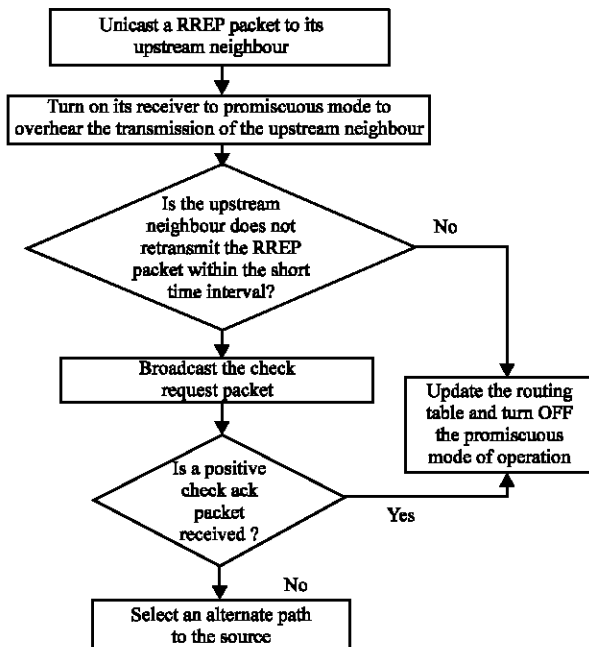 Unicast a RREP packet to its
upstream neighbour
Turn on its receiver to promiscuous mode to
overhear the transmission of the upstream neighbour
Is the upstream
neighbour does not
retransmit the RREP
packet within the short
time interval?
No
Broadcast the check
request packet
Update the routing
table and turn OFF
the promiscuous
mode of operation
Is a positive
check ack
packet
received ?
Yes
No
Select an alternate path
to the source